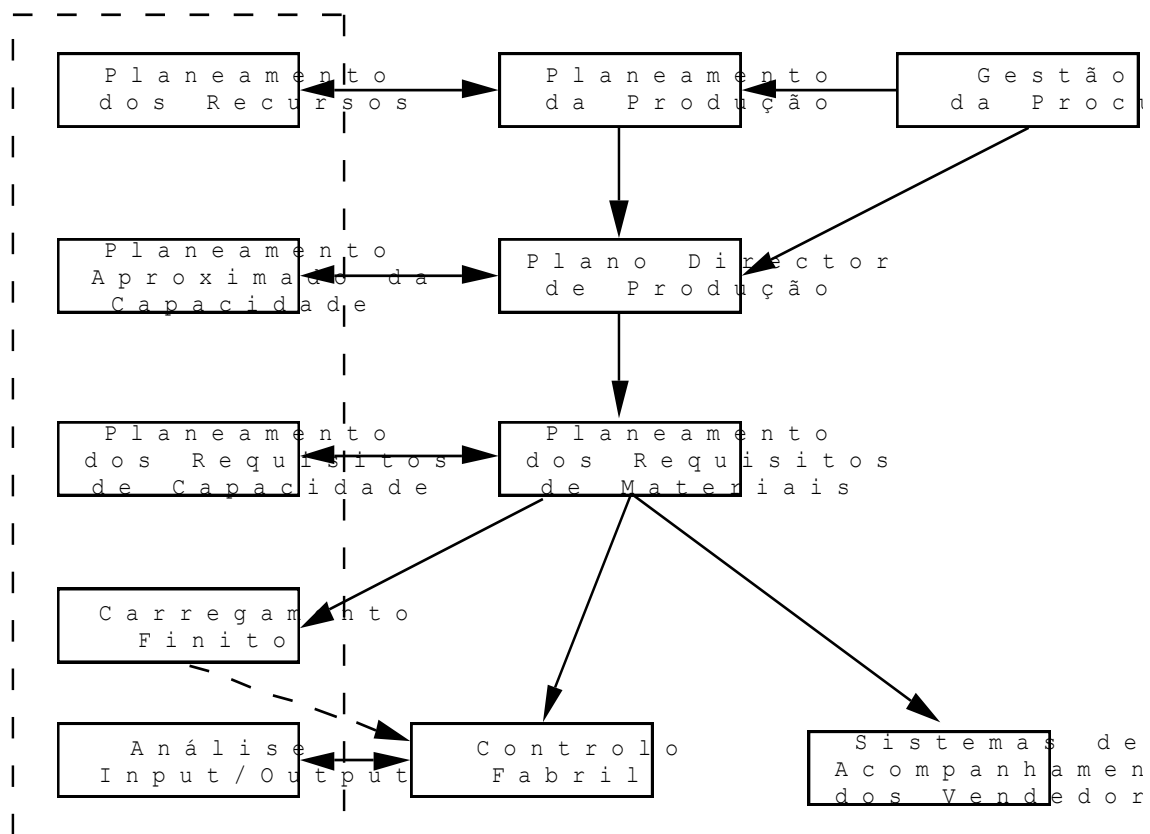 Planeamento
dos Recursos
Planeamento
da Produção
Gestão
da Proc
Planeamento
Aproximado da
Capacidade
Plano Director
de Produção
Planeamento
dos Requisitos
de Capacidade
Planeamento
dos Requisitos
de Materiais
Carregamento
Finito
Análise
Input/Output
Controlo
Fabril
Sistemas de
Acompanhamen
dos Vendedor